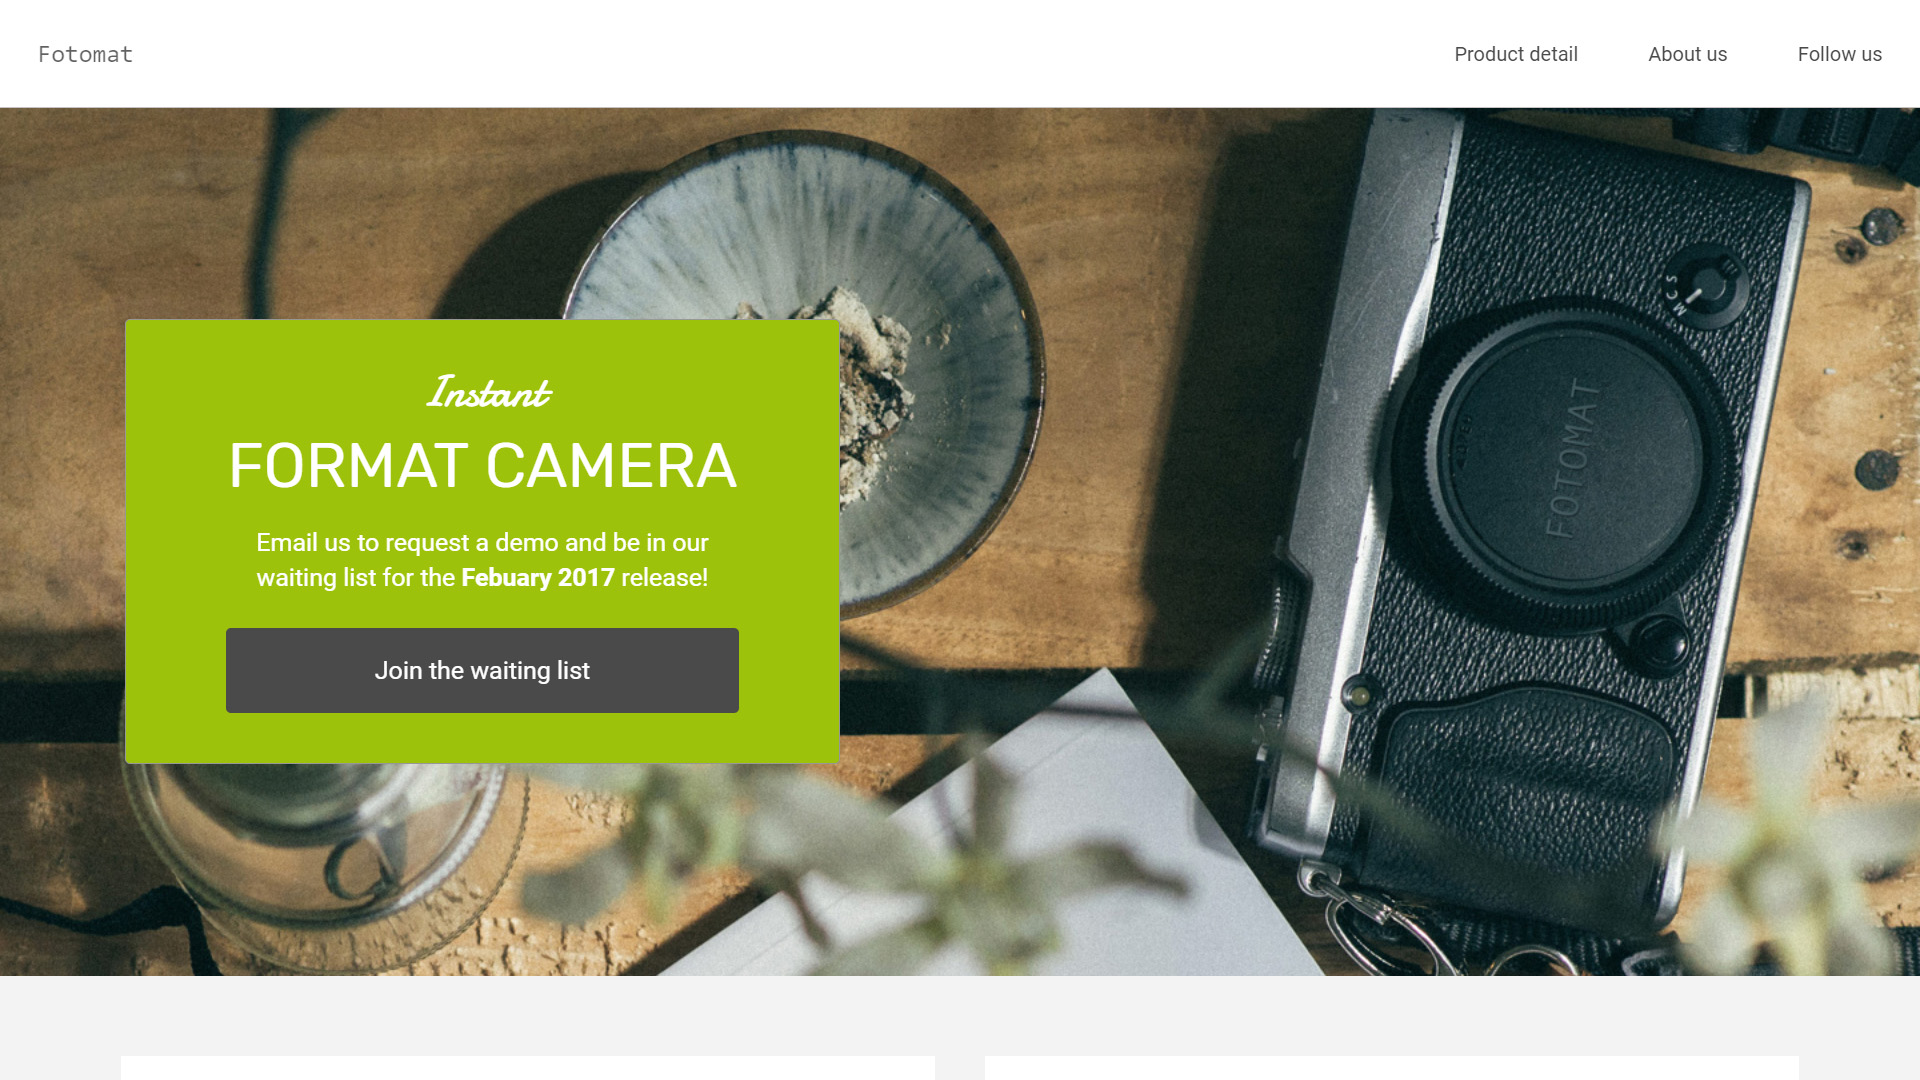 Fotomat
Product detail
About us
Follow us
Instant
FORMAT CAMERA
Email us to request a demo and be in our
waiting list for the Febuary 2017 release!
Join the waiting list
M C S
FOTOMAT